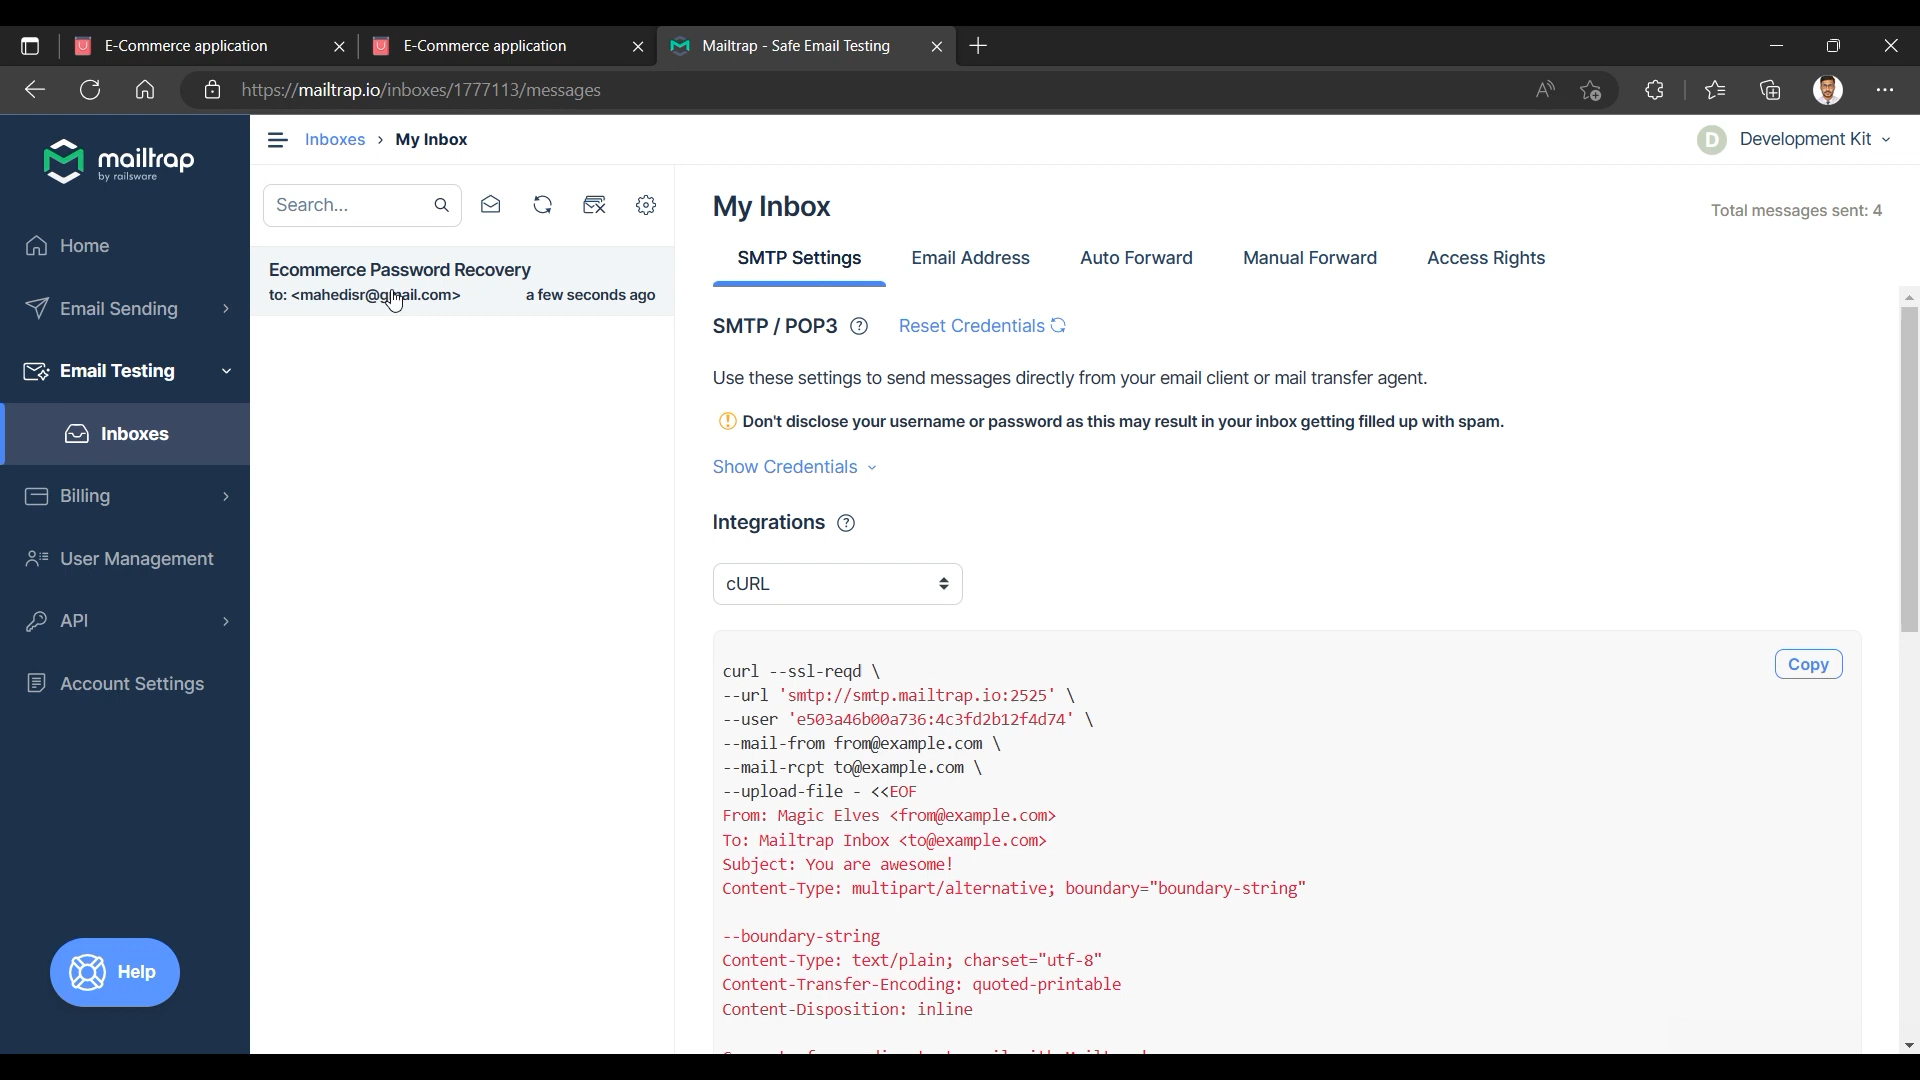 E-Commerce application
E-Commerce application
Mailtrap - Safe Email Testing
https://mailtrap.io/inboxes/1777113/messages
mailtrap
by railsware
Inboxes > My Inbox
D Development Kit
Search...
My Inbox
Total messages sent: 4
Home
SMTP Settings Email Address Auto Forward Manual Forward Access Rights
Ecommerce Password Recovery
to: <mahedisr@gmail.com> a few seconds ago
Email Sending
SMTP / POP3 ? Reset Credentials
Email Testing
Use these settings to send messages directly from your email client or mail transfer agent.
Don't disclose your username or password as this may result in your inbox getting filled up with spam.
Inboxes
Show Credentials
Billing
Integrations ?
User Management
cURL
API
Account Settings
Copy
curl --ssl-reqd \
--url 'smtp://smtp.mailtrap.io:2525' \
--user 'e503a46b00a736:4c3fd2b12f4d74' \
--mail-from from@example.com \
--mail-rcpt to@example.com \
--upload-file - <<EOF
From: Magic Elves <from@example.com>
To: Mailtrap Inbox <to@example.com>
Subject: You are awesome!
Content-Type: multipart/alternative; boundary="boundary-string"
--boundary-string
Content-Type: text/plain; charset="utf-8"
Content-Transfer-Encoding: quoted-printable
Content-Disposition: inline
Help